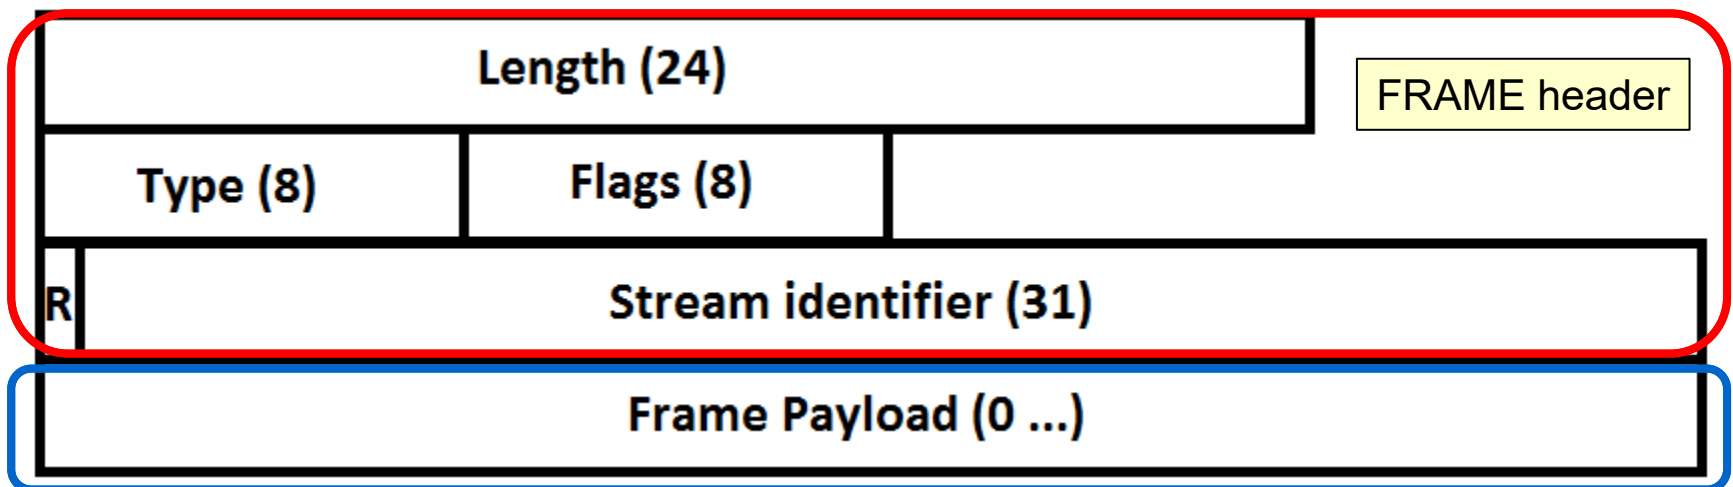 Length (24)
FRAME header
Type (8) Flags (8)
R Stream identifier (31)
Frame Payload (0 ...)